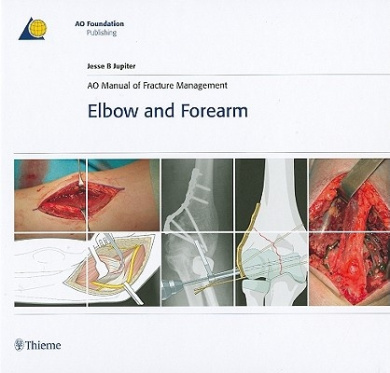 AO Foundation
Publishing
Jesse B Jupiter
AO Manual of Fracture Management
Elbow and Forearm
Thieme